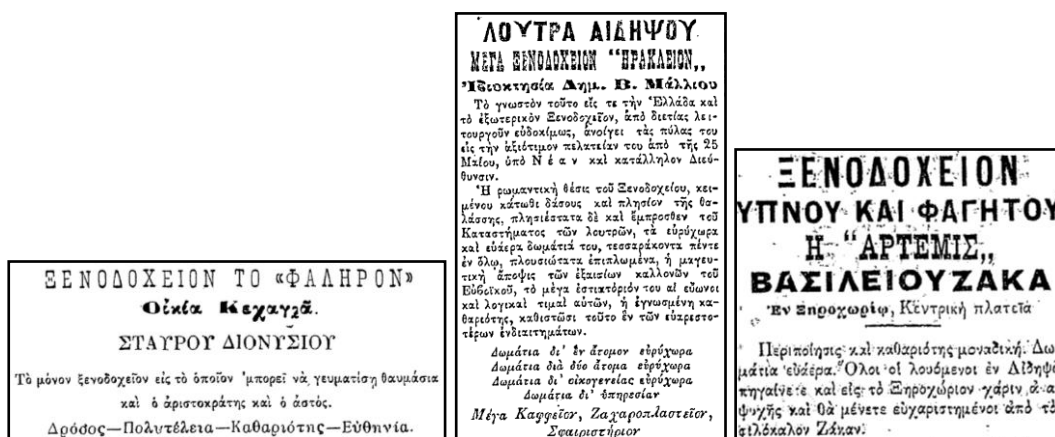 ΞΕΝΟΔΟΧΕΙΟΝ ΤΟ «ΦΑΛΗΡΟΝ»
Οἰκία Κεχαγιᾶ.
ΣΤΑΥΡΟΥ ΔΙΟΝΥΣΙΟΥ
Τὸ μόνον ξενοδοχεῖον εἰς τὸ ὁποῖον ᾽μπορεῖ νὰ γευματίσῃ θαυμάσια
καὶ ὁ ἀριστοκράτης καὶ ὁ ἀστός.
Δρόσος—Πολυτέλεια—Καθαριότης—Εὐθηνία.
ΛΟΥΤΡΑ ΑΙΔΗΨΟΥ
ΜΕΓΑ ΞΕΝΟΔΟΧΕΙΟΝ "ΗΡΑΚΛΕΙΟΝ„
Ἰδιοκτησία Δημ. Β. Μάλλιου
Τὸ γνωστὸν τοῦτο εἴς τε τὴν Ἑλλάδα καὶ
τὸ ἐξωτερικὸν Ξενοδοχεῖον, ἀπὸ διετίας λει-
τουργοῦν εὐδοκίμως, ἀνοίγει τὰς πύλας του
εἰς τὴν ἀξιότιμον πελατείαν του ἀπὸ τῆς 25
Μαΐου, ὑπὸ Ν έ α ν καὶ κατάλληλον Διεύ-
θυνσιν.
Ἡ ρωμαντικὴ θέσις τοῦ Ξενοδοχείου, κει-
μένου κάτωθι δάσους καὶ πλησίον τῆς θα-
λάσσης, πλησιέστατα δὲ καὶ ἔμπροσθεν τοῦ
Καταστήματος τῶν λουτρῶν, τὰ εὐρύχωρα
καὶ εὐάερα δωμάτιά του, τεσσαράκοντα πέντε
ἐν ὅλῳ, πλουσιώτατα ἐπιπλωμένα, ἡ μαγευ-
τικὴ ἄποψις τῶν ἐξαισίων καλλονῶν τοῦ
Εὐβοϊκοῦ, τὸ μέγα ἑστιατόριόν του αἱ εὔωνοι
καὶ λογικαὶ τιμαὶ αὐτῶν, ἡ ἐγνωσμένη κα-
θαριότης, καθιστῶσι τοῦτο ἓν τῶν εὐαρεστο-
τέρων ἐνδιαιτημάτων.
Δωμάτια δι' ἓν ἄτομον εὐρύχωρα
Δωμάτια διὰ δύο ἄτομα εὐρύχωρα
Δωμάτια δι' οἰκογενείας εὐρύχωρα
Δωμάτια δι' ὑπηρεσίαν
Μέγα Καφφεῖον, Ζαχαροπλαστεῖον,
Σφαιριστήριον
ΞΕΝΟΔΟΧΕΙΟΝ
ΥΠΝΟΥ ΚΑΙ ΦΑΓΗΤΟΥ
Η "ΑΡΤΕΜΙΣ„
ΒΑΣΙΛΕΙΟΥ ΖΑΚΑ
Ἐν Ξηροχωρίῳ, Κεντρικὴ πλατεῖα
Περιποίησις καὶ καθαριότης μοναδική. Δω-
μάτια εὐάερα. Ὅλοι οἱ λουόμενοι ἐν Αἰδηψῷ
πηγαίνετε καὶ εἰς τὸ Ξηροχώριον χάριν ἀνα-
ψυχῆς καὶ θὰ μένετε εὐχαριστημένοι ἀπὸ τὸν
φιλόκαλον Ζάκαν.